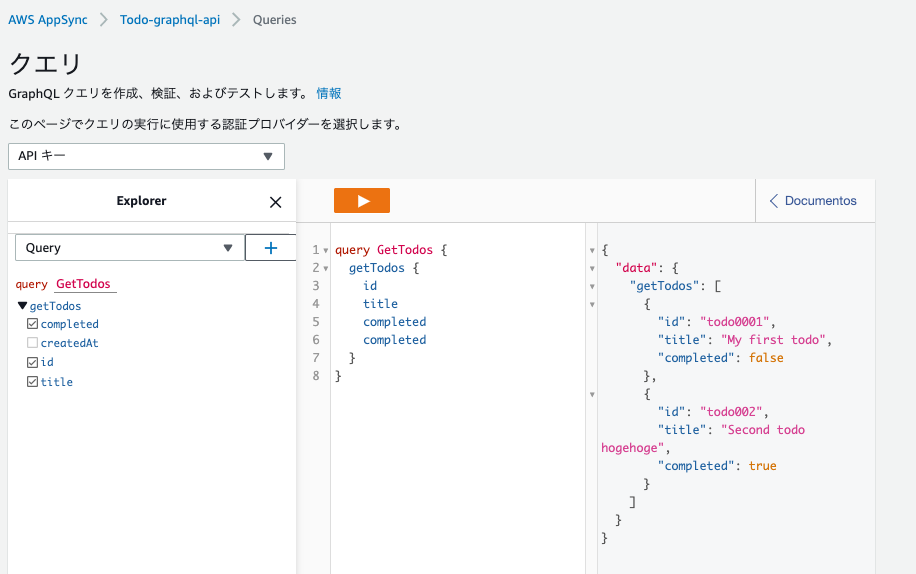 AWS AppSync > Todo-graphql-api > Queries
クエリ
GraphQL クエリを作成、検証、およびテストします。 情報
このページでクエリの実行に使用する認証プロバイダーを選択します。
API キー
Explorer
Documentos
Query
query GetTodos
getTodos
completed
createdAt
id
title
1 query GetTodos {
2   getTodos {
3     id
4     title
5     completed
6     completed
7   }
8 }
{
  "data": {
    "getTodos": [
      {
        "id": "todo0001",
        "title": "My first todo",
        "completed": false
      },
      {
        "id": "todo002",
        "title": "Second todo
hogehoge",
        "completed": true
      }
    ]
  }
}